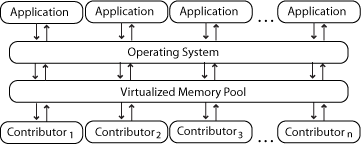 Application Application Application ... Application
Operating System
Virtualized Memory Pool
Contributor 1 Contributor 2 Contributor 3 ... Contributor n